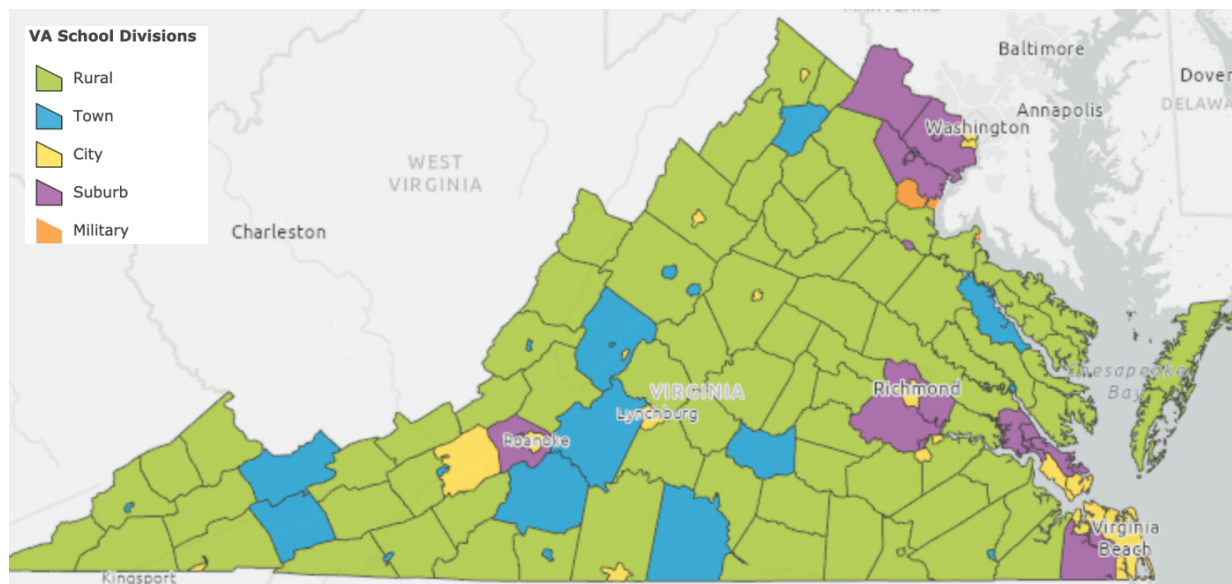 VA School Divisions
Rural
Town
City
Suburb
Military
MARYLAND
Baltimore
Dover
Annapolis
DELAWA
Washington
WEST
VIRGINIA
Charleston
Chesapeake
Bay
VIRGINIA
Richmond
Lynchburg
Roanoke
Virginia
Beach
Kingsport